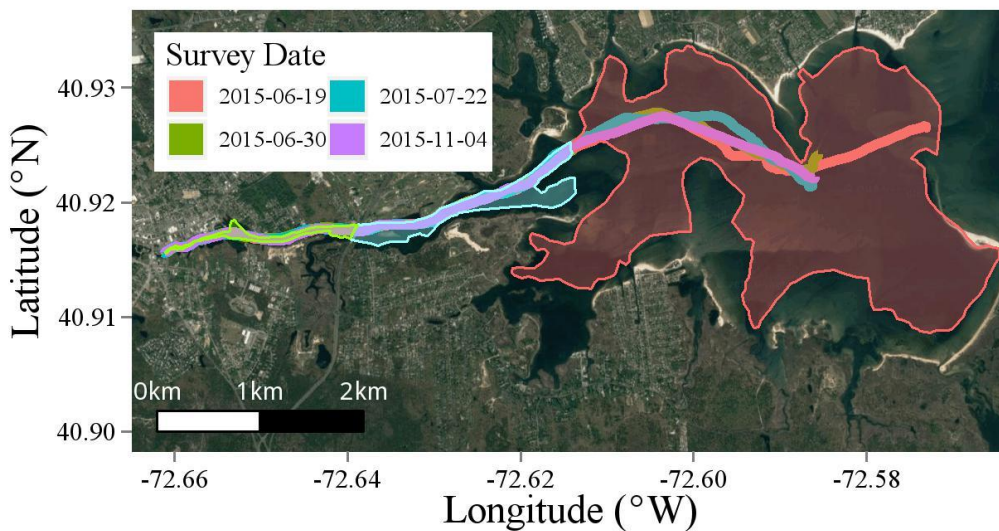 Survey Date
2015-06-19 2015-07-22
2015-06-30 2015-11-04
40.93
40.92
40.91
40.90
Latitude (°N)
0km 1km 2km
-72.66 -72.64 -72.62 -72.60 -72.58
Longitude (°W)